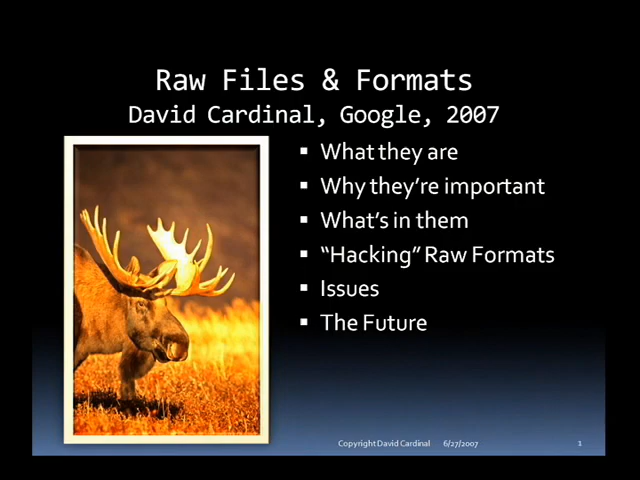 Raw Files & Formats
David Cardinal, Google, 2007
▪ What they are
▪ Why they're important
▪ What's in them
▪ “Hacking” Raw Formats
▪ Issues
▪ The Future
Copyright David Cardinal 6/27/2007 1